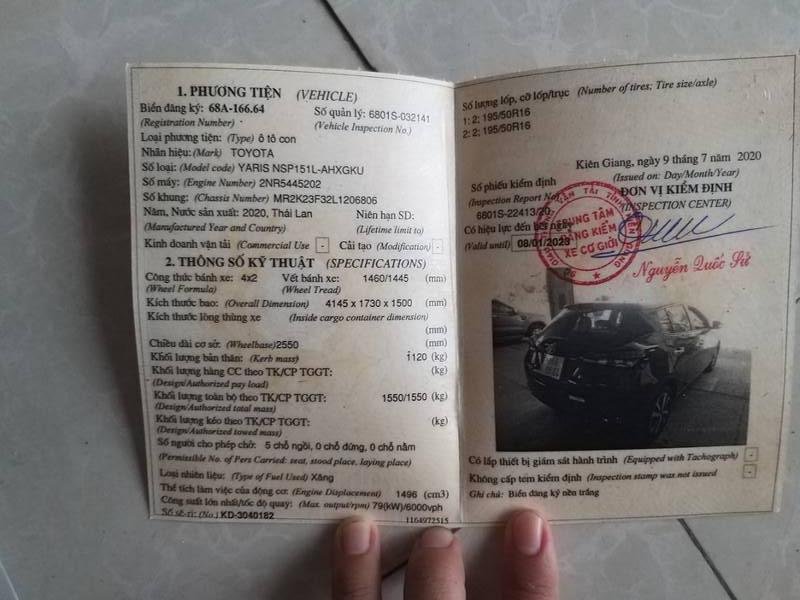 1. PHƯƠNG TIỆN (VEHICLE)
Biển đăng ký: 68A-166.64 Số quản lý: 6801S-032141
(Registration Number) (Vehicle Inspection No.)
Loại phương tiện: (Type) ô tô con
Nhãn hiệu: (Mark) TOYOTA
Số loại: (Model code) YARIS NSP151L-AHXGKU
Số máy: (Engine Number) 2NR5445202
Số khung: (Chassis Number) MR2K23F32L1206806
Năm, Nước sản xuất: 2020, Thái Lan Niên hạn SD:
(Manufactured Year and Country) (Lifetime limit to)
Kinh doanh vận tải (Commercial Use - Cải tạo (Modification) -
2. THÔNG SỐ KỸ THUẬT (SPECIFICATIONS)
Công thức bánh xe: 4x2 Vết bánh xe: 1460/1445 (mm)
(Wheel Formula) (Wheel Tread)
Kích thước bao: (Overall Dimension) 4145 x 1730 x 1500 (mm)
Kích thước lòng thùng xe (Inside cargo container dimension)
(mm)
Chiều dài cơ sở: (Wheelbase)2550 (mm)
Khối lượng bản thân: (Kerb mass) 1120 (kg)
Khối lượng hàng CC theo TK/CP TGGT: (kg)
(Design/Authorized pay load)
Khối lượng toàn bộ theo TK/CP TGGT: 1550/1550 (kg)
(Design/Authorized total mass)
Khối lượng kéo theo TK/CP TGGT: (kg)
(Design/Authorized towed mass)
Số người cho phép chở: 5 chỗ ngồi, 0 chỗ đứng, 0 chỗ nằm
(Permissible No. of Pers Carried: seat, stood place, laying place)
Loại nhiên liệu: (Type of Fuel Used) Xăng
Thể tích làm việc của động cơ: (Engine Displacement) 1496 (cm3)
Công suất lớn nhất/tốc độ quay: (Max. output/rpm) 79(kW)/6000vph
Số sê-ri: (No.) KD-3040182 1164972515
Số lượng lốp, cỡ lốp/trục (Number of tires; Tire size/axle)
1: 2; 195/50R16
2: 2; 195/50R16
Kiên Giang, ngày 9 tháng 7 năm 2020
(Issued on: Day/Month/Year)
Số phiếu kiểm định ĐƠN VỊ KIỂM ĐỊNH
(Inspection Report No) (INSPECTION CENTER)
6801S-22413/20
Có hiệu lực đến hết ngày
(Valid until) 08/01/2023
TRUNG TÂM
ĐĂNG KIỂM
XE CƠ GIỚI
Nguyễn Quốc Sử
Có lắp thiết bị giám sát hành trình (Equipped with Tachograph) -
Không cấp tem kiểm định (Inspection stamp was not issued -
Ghi chú: Biển đăng ký nền trắng